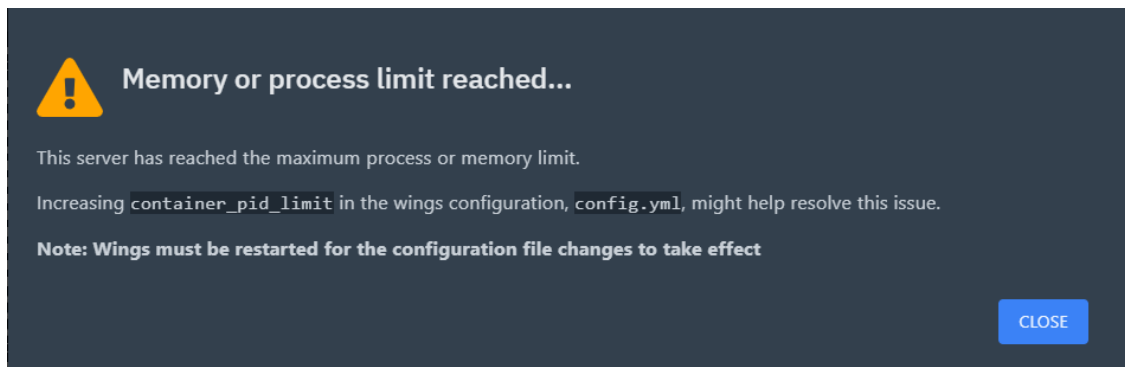 Memory or process limit reached...
This server has reached the maximum process or memory limit.
Increasing container_pid_limit in the wings configuration, config.yml, might help resolve this issue.
Note: Wings must be restarted for the configuration file changes to take effect
CLOSE